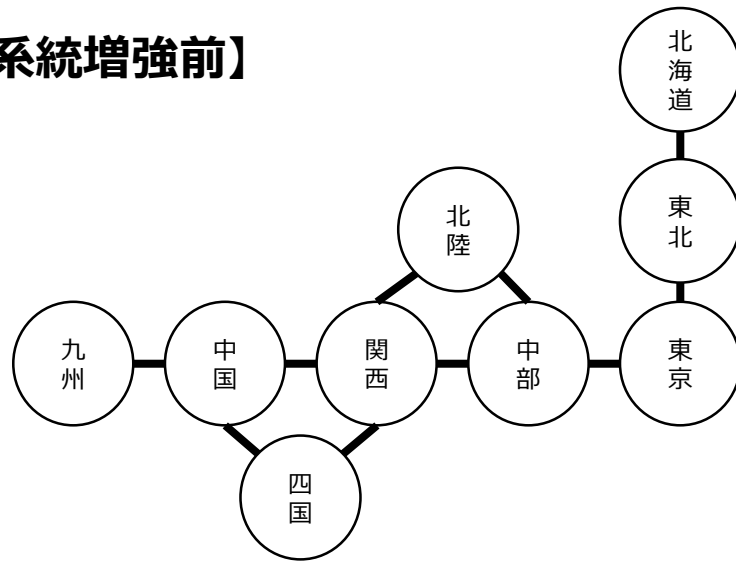 系統増強前】
北海道
東北
北陸
九州
中国
関西
中部
東京
四国